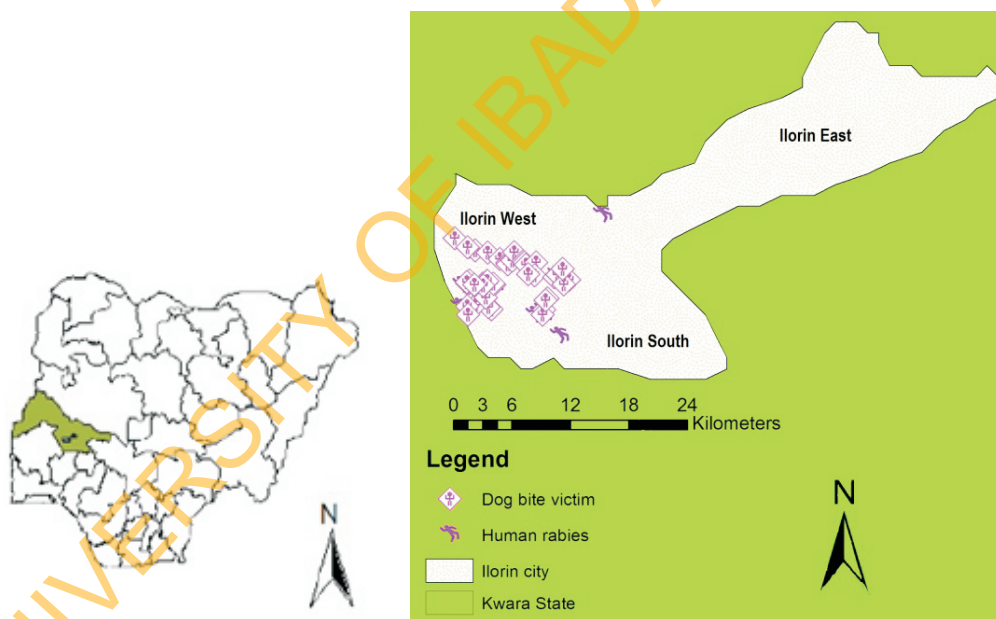 UNIVERSITY OF IBADA
N
Ilorin East
Ilorin West
Ilorin South
0 3 6 12 18 24
Kilometers
Legend
Dog bite victim
Human rabies
Ilorin city
Kwara State
N